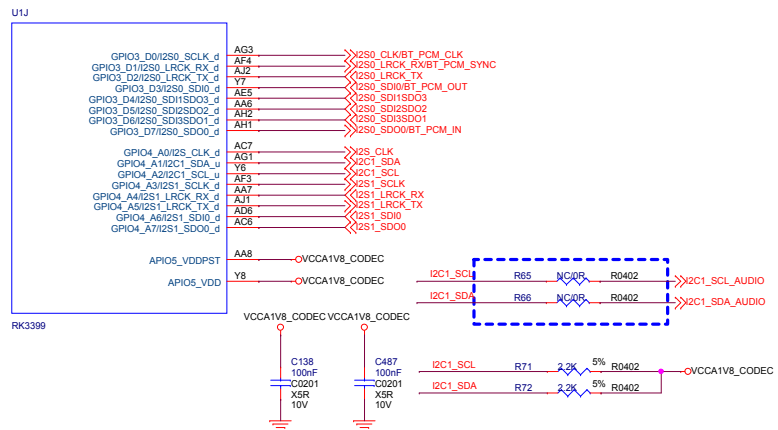 U1J
GPIO3_D0/I2S0_SCLK_d AG3 I2S0_CLK/BT_PCM_CLK
GPIO3_D1/I2S0_LRCK_RX_d AF4 I2S0_LRCK_RX/BT_PCM_SYNC
GPIO3_D2/I2S0_LRCK_TX_d AJ2 I2S0_LRCK_TX
GPIO3_D3/I2S0_SDI0_d Y7 I2S0_SDI0/BT_PCM_OUT
GPIO3_D4/I2S0_SDI1SDO3_d AE5 I2S0_SDI1SDO3
GPIO3_D5/I2S0_SDI2SDO2_d AA6 I2S0_SDI2SDO2
GPIO3_D6/I2S0_SDI3SDO1_d AH2 I2S0_SDI3SDO1
GPIO3_D7/I2S0_SDO0_d AH1 I2S0_SDO0/BT_PCM_IN
GPIO4_A0/I2S_CLK_d AC7 I2S_CLK
GPIO4_A1/I2C1_SDA_u AG1 I2C1_SDA
GPIO4_A2/I2C1_SCL_u Y6 I2C1_SCL
GPIO4_A3/I2S1_SCLK_d AF3 I2S1_SCLK
GPIO4_A4/I2S1_LRCK_RX_d AA7 I2S1_LRCK_RX
GPIO4_A5/I2S1_LRCK_TX_d AJ1 I2S1_LRCK_TX
GPIO4_A6/I2S1_SDI0_d AD6 I2S1_SDI0
GPIO4_A7/I2S1_SDO0_d AC6 I2S1_SDO0
APIO5_VDDPST AA8 VCCA1V8_CODEC
APIO5_VDD Y8 VCCA1V8_CODEC
RK3399
I2C1_SCL R65 NC/0R R0402 I2C1_SCL_AUDIO
I2C1_SDA R66 NC/0R R0402 I2C1_SDA_AUDIO
VCCA1V8_CODEC VCCA1V8_CODEC
C138
100nF
C0201
X5R
10V
C487
100nF
C0201
X5R
10V
I2C1_SCL R71 2.2K 5% R0402 VCCA1V8_CODEC
I2C1_SDA R72 2.2K 5% R0402